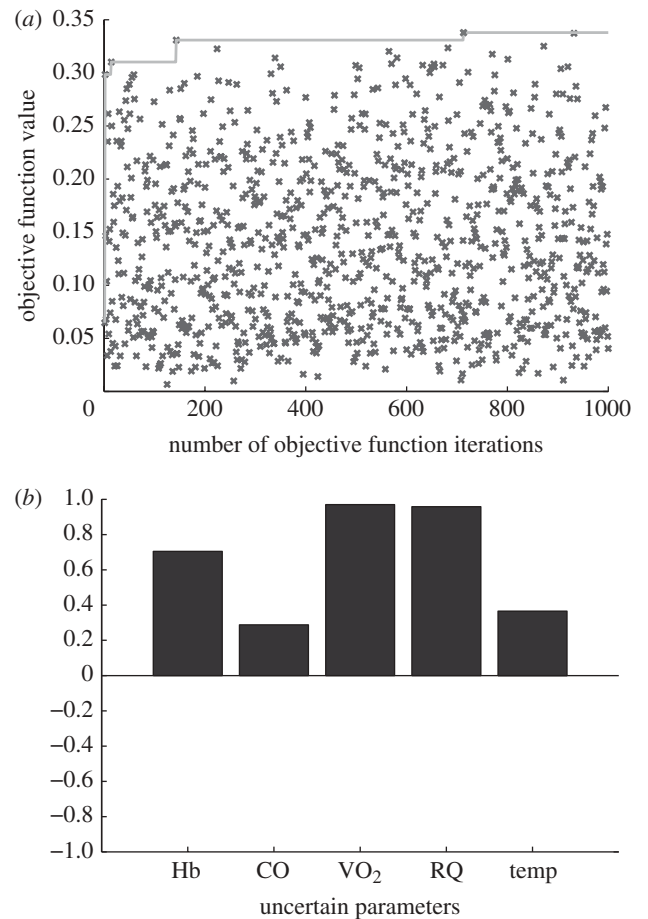 (a)
0.35
0.30
0.25
0.20
0.15
0.10
0.05
0 200 400 600 800 1000
objective function value
number of objective function iterations
(b)
1.0
0.8
0.6
0.4
0.2
0
−0.2
−0.4
−0.6
−0.8
−1.0
Hb CO VO₂ RQ temp
uncertain parameters